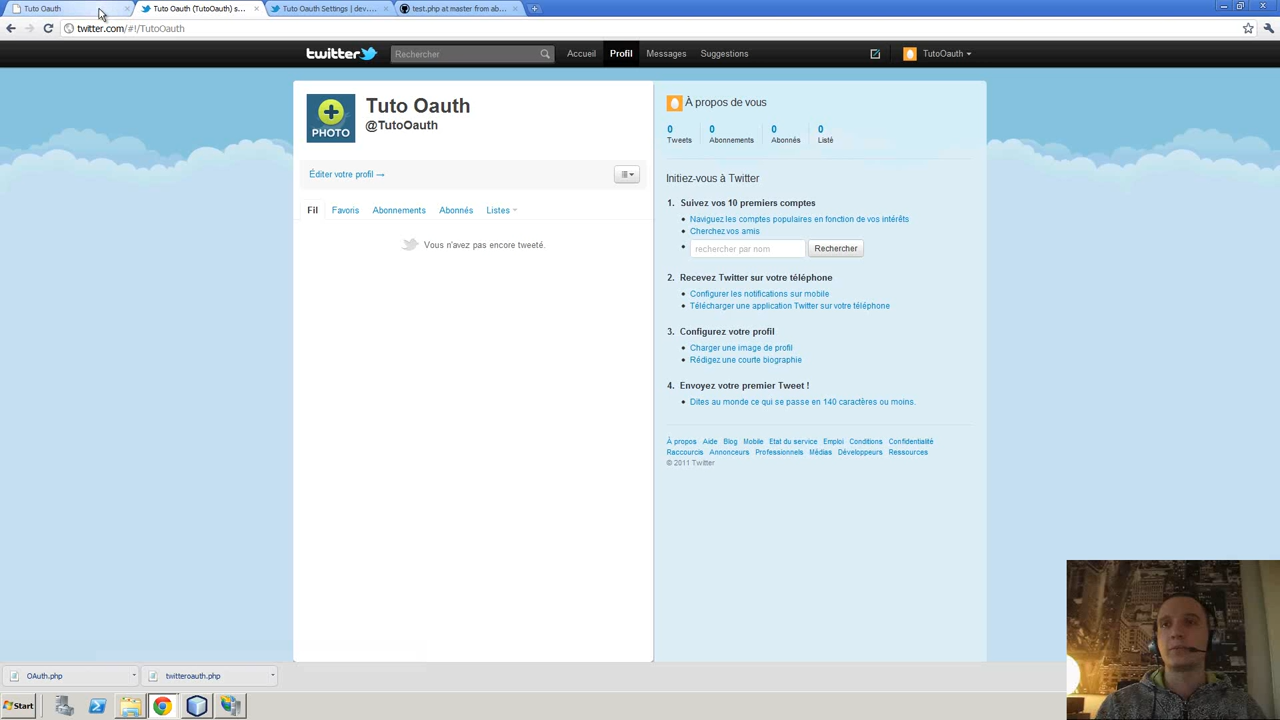 Tuto Oauth
Tuto Oauth (TutoOauth) s...
Tuto Oauth Settings | dev....
test.php at master from ab...
twitter.com/#!/TutoOauth
twitter
Rechercher
Accueil
Profil
Messages
Suggestions
TutoOauth
PHOTO
Tuto Oauth
@TutoOauth
Éditer votre profil →
Fil
Favoris
Abonnements
Abonnés
Listes
Vous n'avez pas encore tweeté.
À propos de vous
0
Tweets
0
Abonnements
0
Abonnés
0
Listé
Initiez-vous à Twitter
1. Suivez vos 10 premiers comptes
Naviguez les comptes populaires en fonction de vos intérêts
Cherchez vos amis
rechercher par nom
Rechercher
2. Recevez Twitter sur votre téléphone
Configurer les notifications sur mobile
Télécharger une application Twitter sur votre téléphone
3. Configurez votre profil
Charger une image de profil
Rédigez une courte biographie
4. Envoyez votre premier Tweet !
Dites au monde ce qui se passe en 140 caractères ou moins.
À propos Aide Blog Mobile Etat du service Emploi Conditions Confidentialité
Raccourcis Annonceurs Professionnels Médias Développeurs Ressources
© 2011 Twitter
OAuth.php
twitteroauth.php
Start